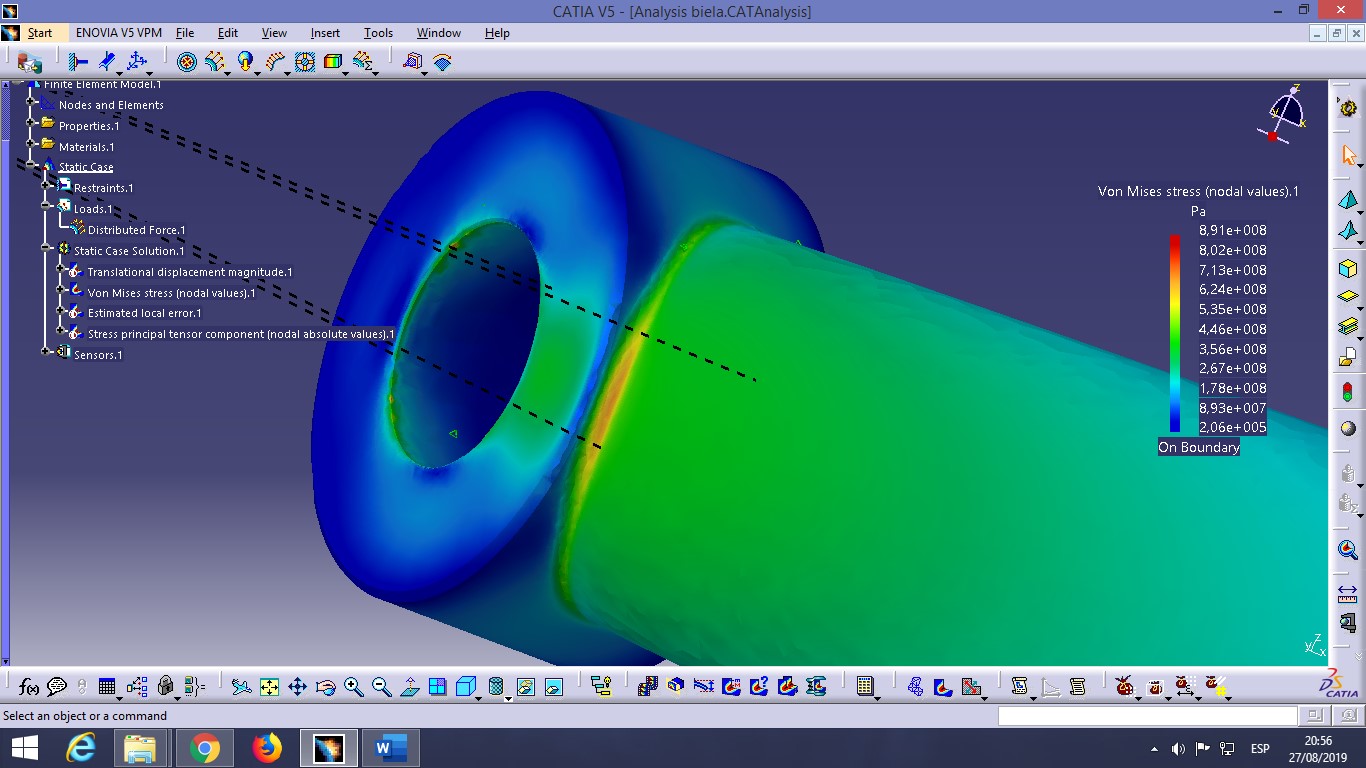 CATIA V5 - [Analysis biela.CATAnalysis]
Start ENOVIA V5 VPM File Edit View Insert Tools Window Help
Finite Element Model.1
Nodes and Elements
Properties.1
Materials.1
Static Case
Restraints.1
Loads.1
Distributed Force.1
Static Case Solution.1
Translational displacement magnitude.1
Von Mises stress (nodal values).1
Estimated local error.1
Stress principal tensor component (nodal absolute values).1
Sensors.1
z
y
x
Von Mises stress (nodal values).1
Pa
8,91e+008
8,02e+008
7,13e+008
6,24e+008
5,35e+008
4,46e+008
3,56e+008
2,67e+008
1,78e+008
8,93e+007
2,06e+005
On Boundary
z
y x
f(x)
CATIA
Select an object or a command
W
ESP
20:56
27/08/2019